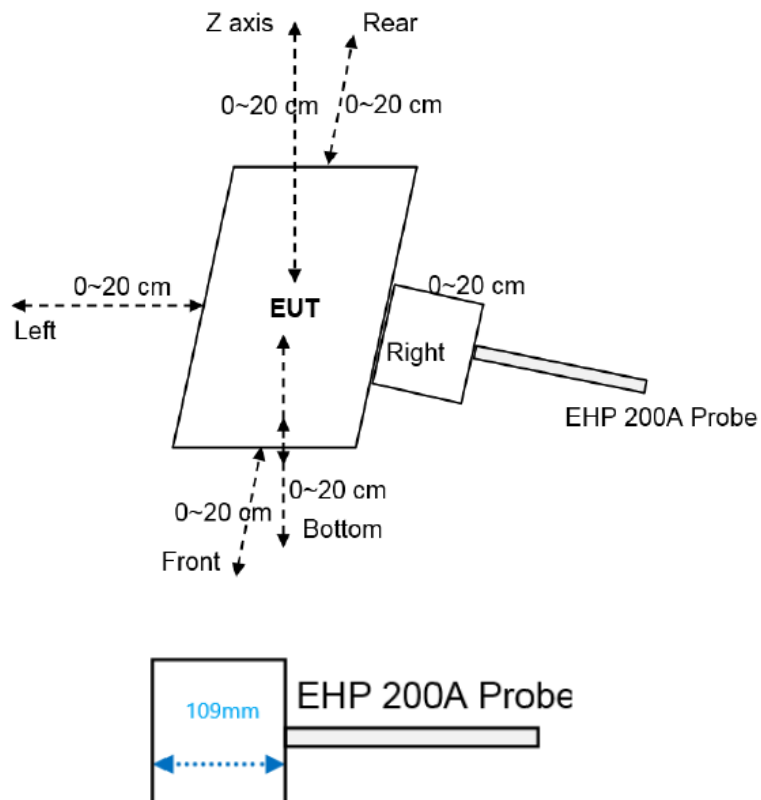 Z axis
Rear
0~20 cm
0~20 cm
0~20 cm
0~20 cm
Left
EUT
Right
EHP 200A Probe
0~20 cm
0~20 cm
Bottom
Front
EHP 200A Probe
109mm